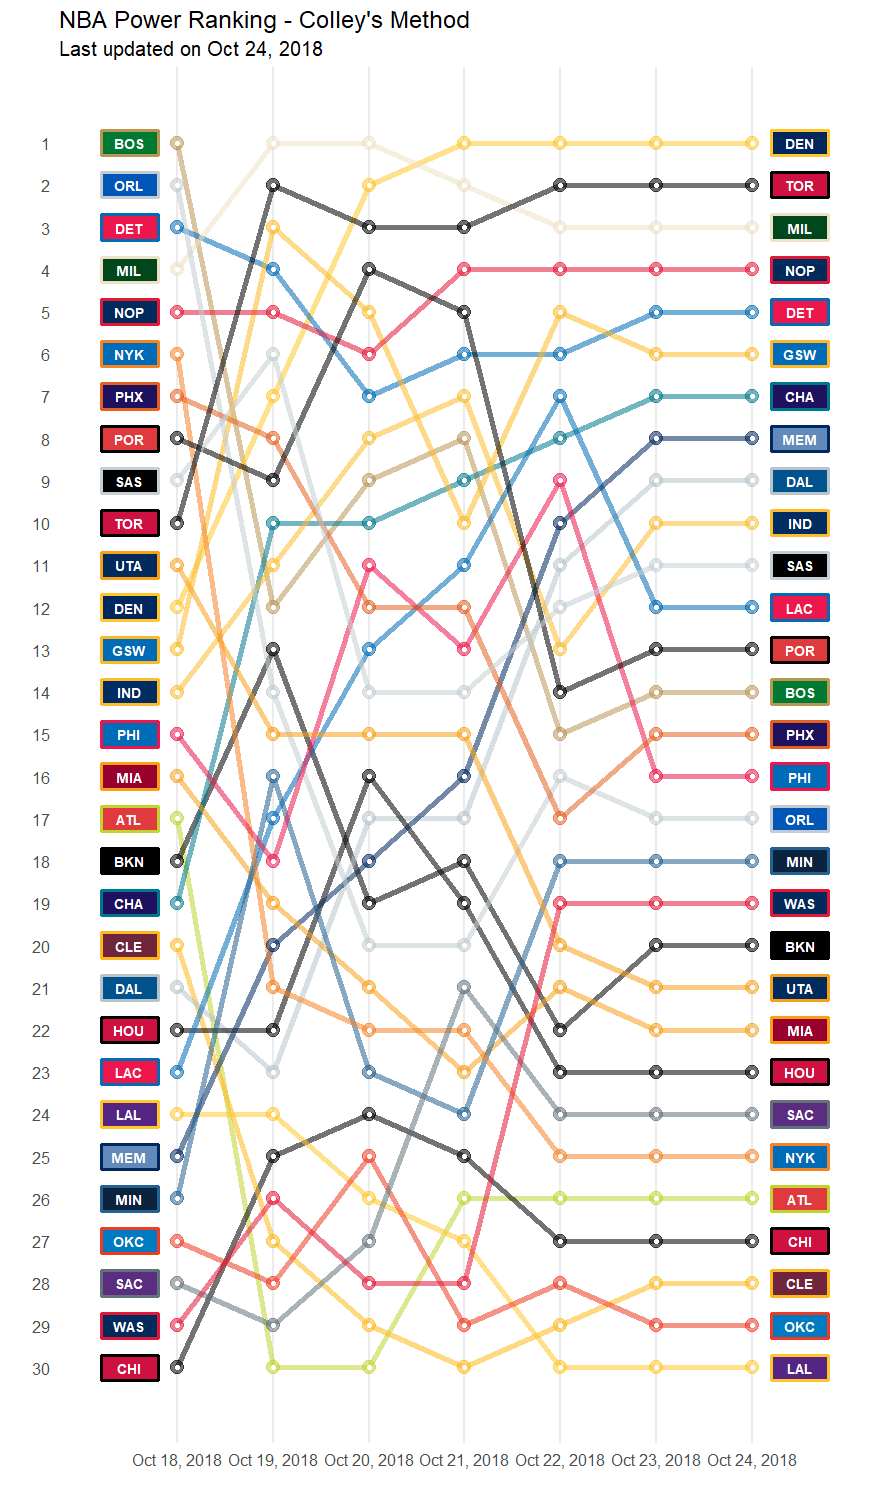 NBA Power Ranking - Colley's Method
Last updated on Oct 24, 2018
1 BOS DEN
2 ORL TOR
3 DET MIL
4 MIL NOP
5 NOP DET
6 NYK GSW
7 PHX CHA
8 POR MEM
9 SAS DAL
10 TOR IND
11 UTA SAS
12 DEN LAC
13 GSW POR
14 IND BOS
15 PHI PHX
16 MIA PHI
17 ATL ORL
18 BKN MIN
19 CHA WAS
20 CLE BKN
21 DAL UTA
22 HOU MIA
23 LAC HOU
24 LAL SAC
25 MEM NYK
26 MIN ATL
27 OKC CHI
28 SAC CLE
29 WAS OKC
30 CHI LAL
Oct 18, 2018 Oct 19, 2018 Oct 20, 2018 Oct 21, 2018 Oct 22, 2018 Oct 23, 2018 Oct 24, 2018